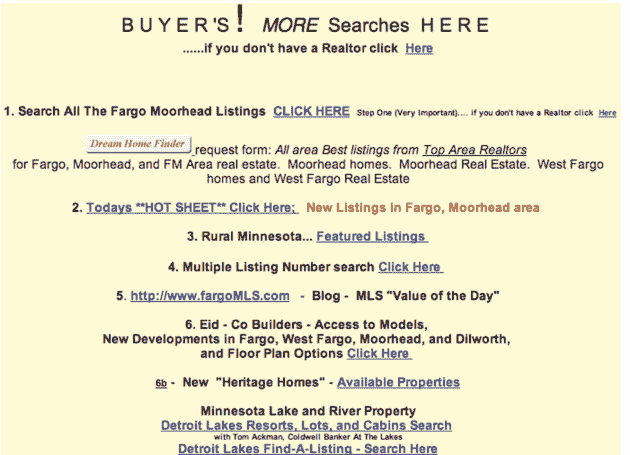 BUYER'S! MORE Searches HERE
......if you don't have a Realtor click Here
1. Search All The Fargo Moorhead Listings CLICK HERE Step One (Very Important).... if you don't have a Realtor click Here
Dream Home Finder request form: All area Best listings from Top Area Realtors
for Fargo, Moorhead, and FM Area real estate. Moorhead homes. Moorhead Real Estate. West Fargo
homes and West Fargo Real Estate
2. Todays **HOT SHEET** Click Here; New Listings in Fargo, Moorhead area
3. Rural Minnesota... Featured Listings
4. Multiple Listing Number search Click Here
5. http://www.fargoMLS.com - Blog - MLS "Value of the Day"
6. Eid - Co Builders - Access to Models,
New Developments in Fargo, West Fargo, Moorhead, and Dilworth,
and Floor Plan Options Click Here
6b - New "Heritage Homes" - Available Properties
Minnesota Lake and River Property
Detroit Lakes Resorts, Lots, and Cabins Search
with Tom Ackman, Coldwell Banker At The Lakes
Detroit Lakes Find-A-Listing - Search Here